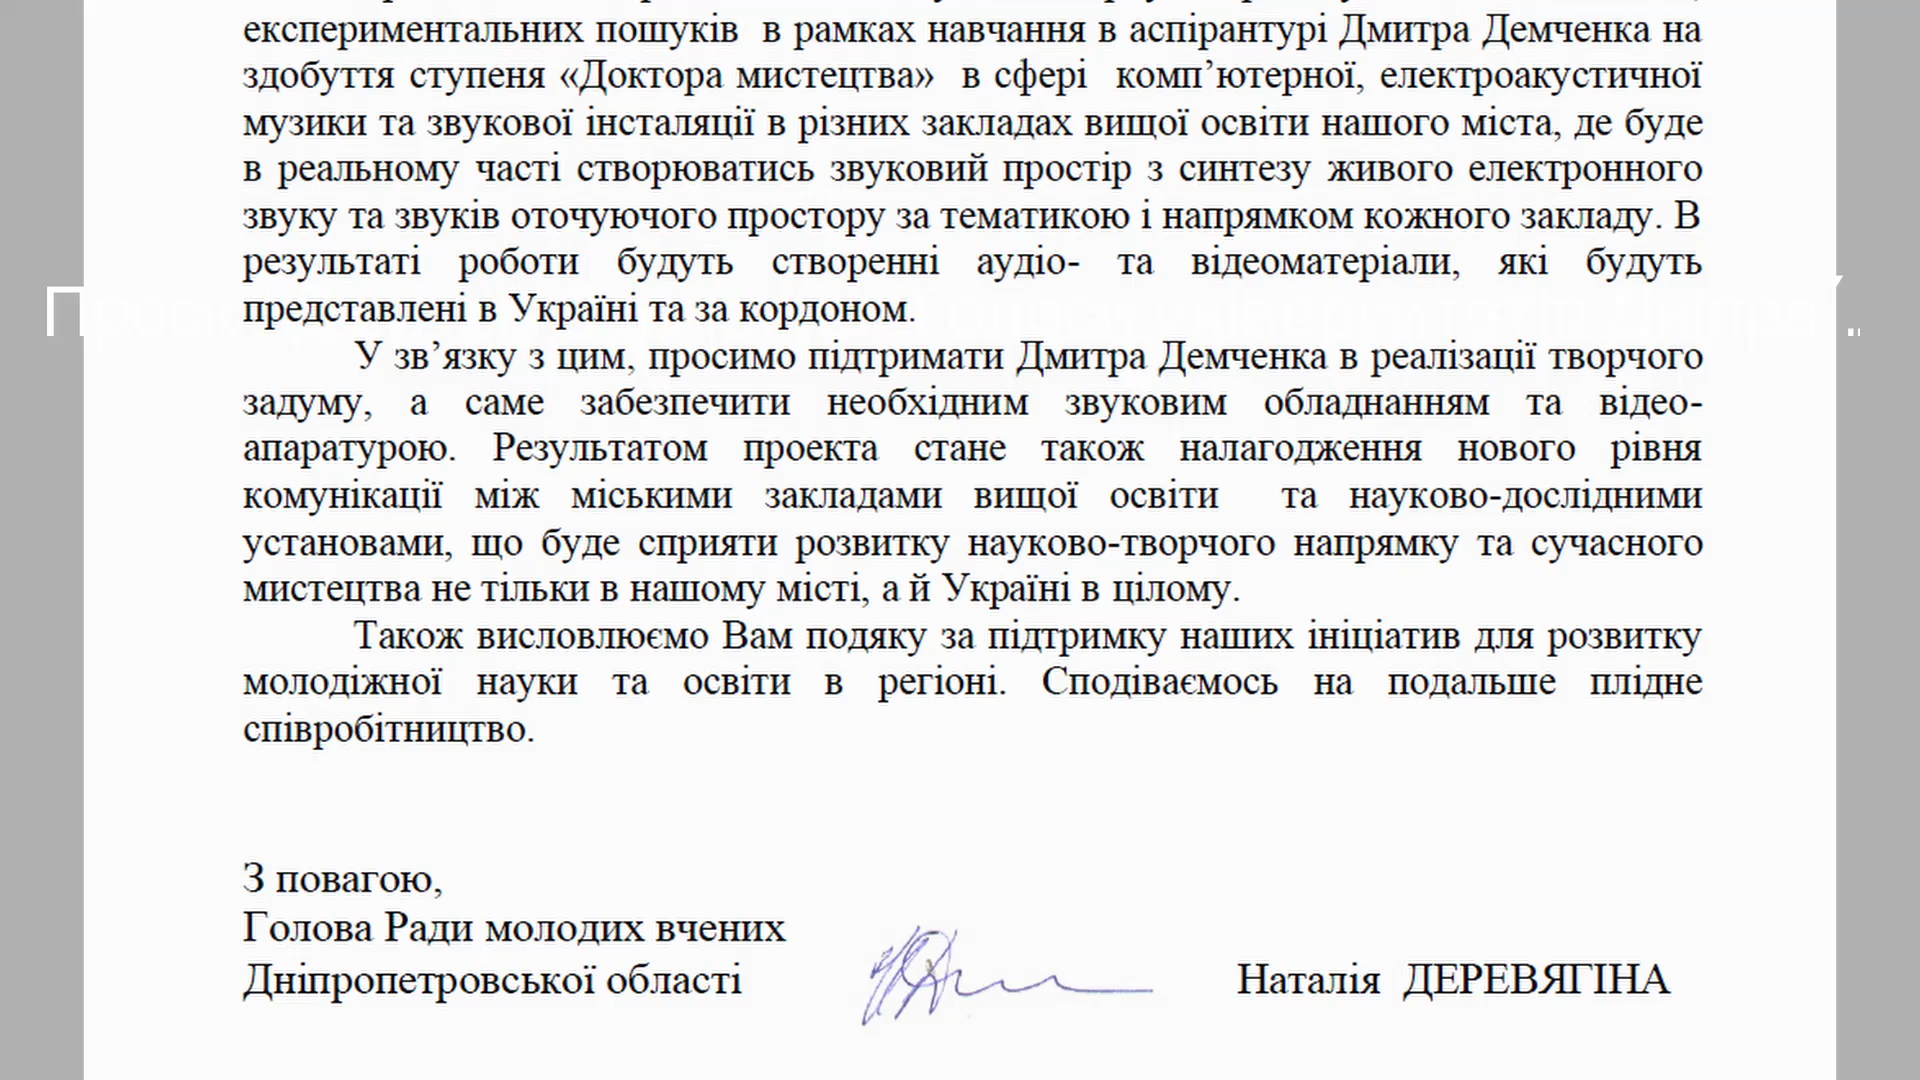 експериментальних пошуків в рамках навчання в аспірантурі Дмитра Демченка на
здобуття ступеня «Доктора мистецтва» в сфері комп’ютерної, електроакустичної
музики та звукової інсталяції в різних закладах вищої освіти нашого міста, де буде
в реальному часті створюватись звуковий простір з синтезу живого електронного
звуку та звуків оточуючого простору за тематикою і напрямком кожного закладу. В
результаті роботи будуть створенні аудіо- та відеоматеріали, які будуть
представлені в Україні та за кордоном.
У зв’язку з цим, просимо підтримати Дмитра Демченка в реалізації творчого
задуму, а саме забезпечити необхідним звуковим обладнанням та відео-
апаратурою. Результатом проекта стане також налагодження нового рівня
комунікації між міськими закладами вищої освіти та науково-дослідними
установами, що буде сприяти розвитку науково-творчого напрямку та сучасного
мистецтва не тільки в нашому місті, а й Україні в цілому.
Також висловлюємо Вам подяку за підтримку наших ініціатив для розвитку
молодіжної науки та освіти в регіоні. Сподіваємось на подальше плідне
співробітництво.
З повагою,
Голова Ради молодих вчених
Дніпропетровської області Наталія ДЕРЕВЯГІНА